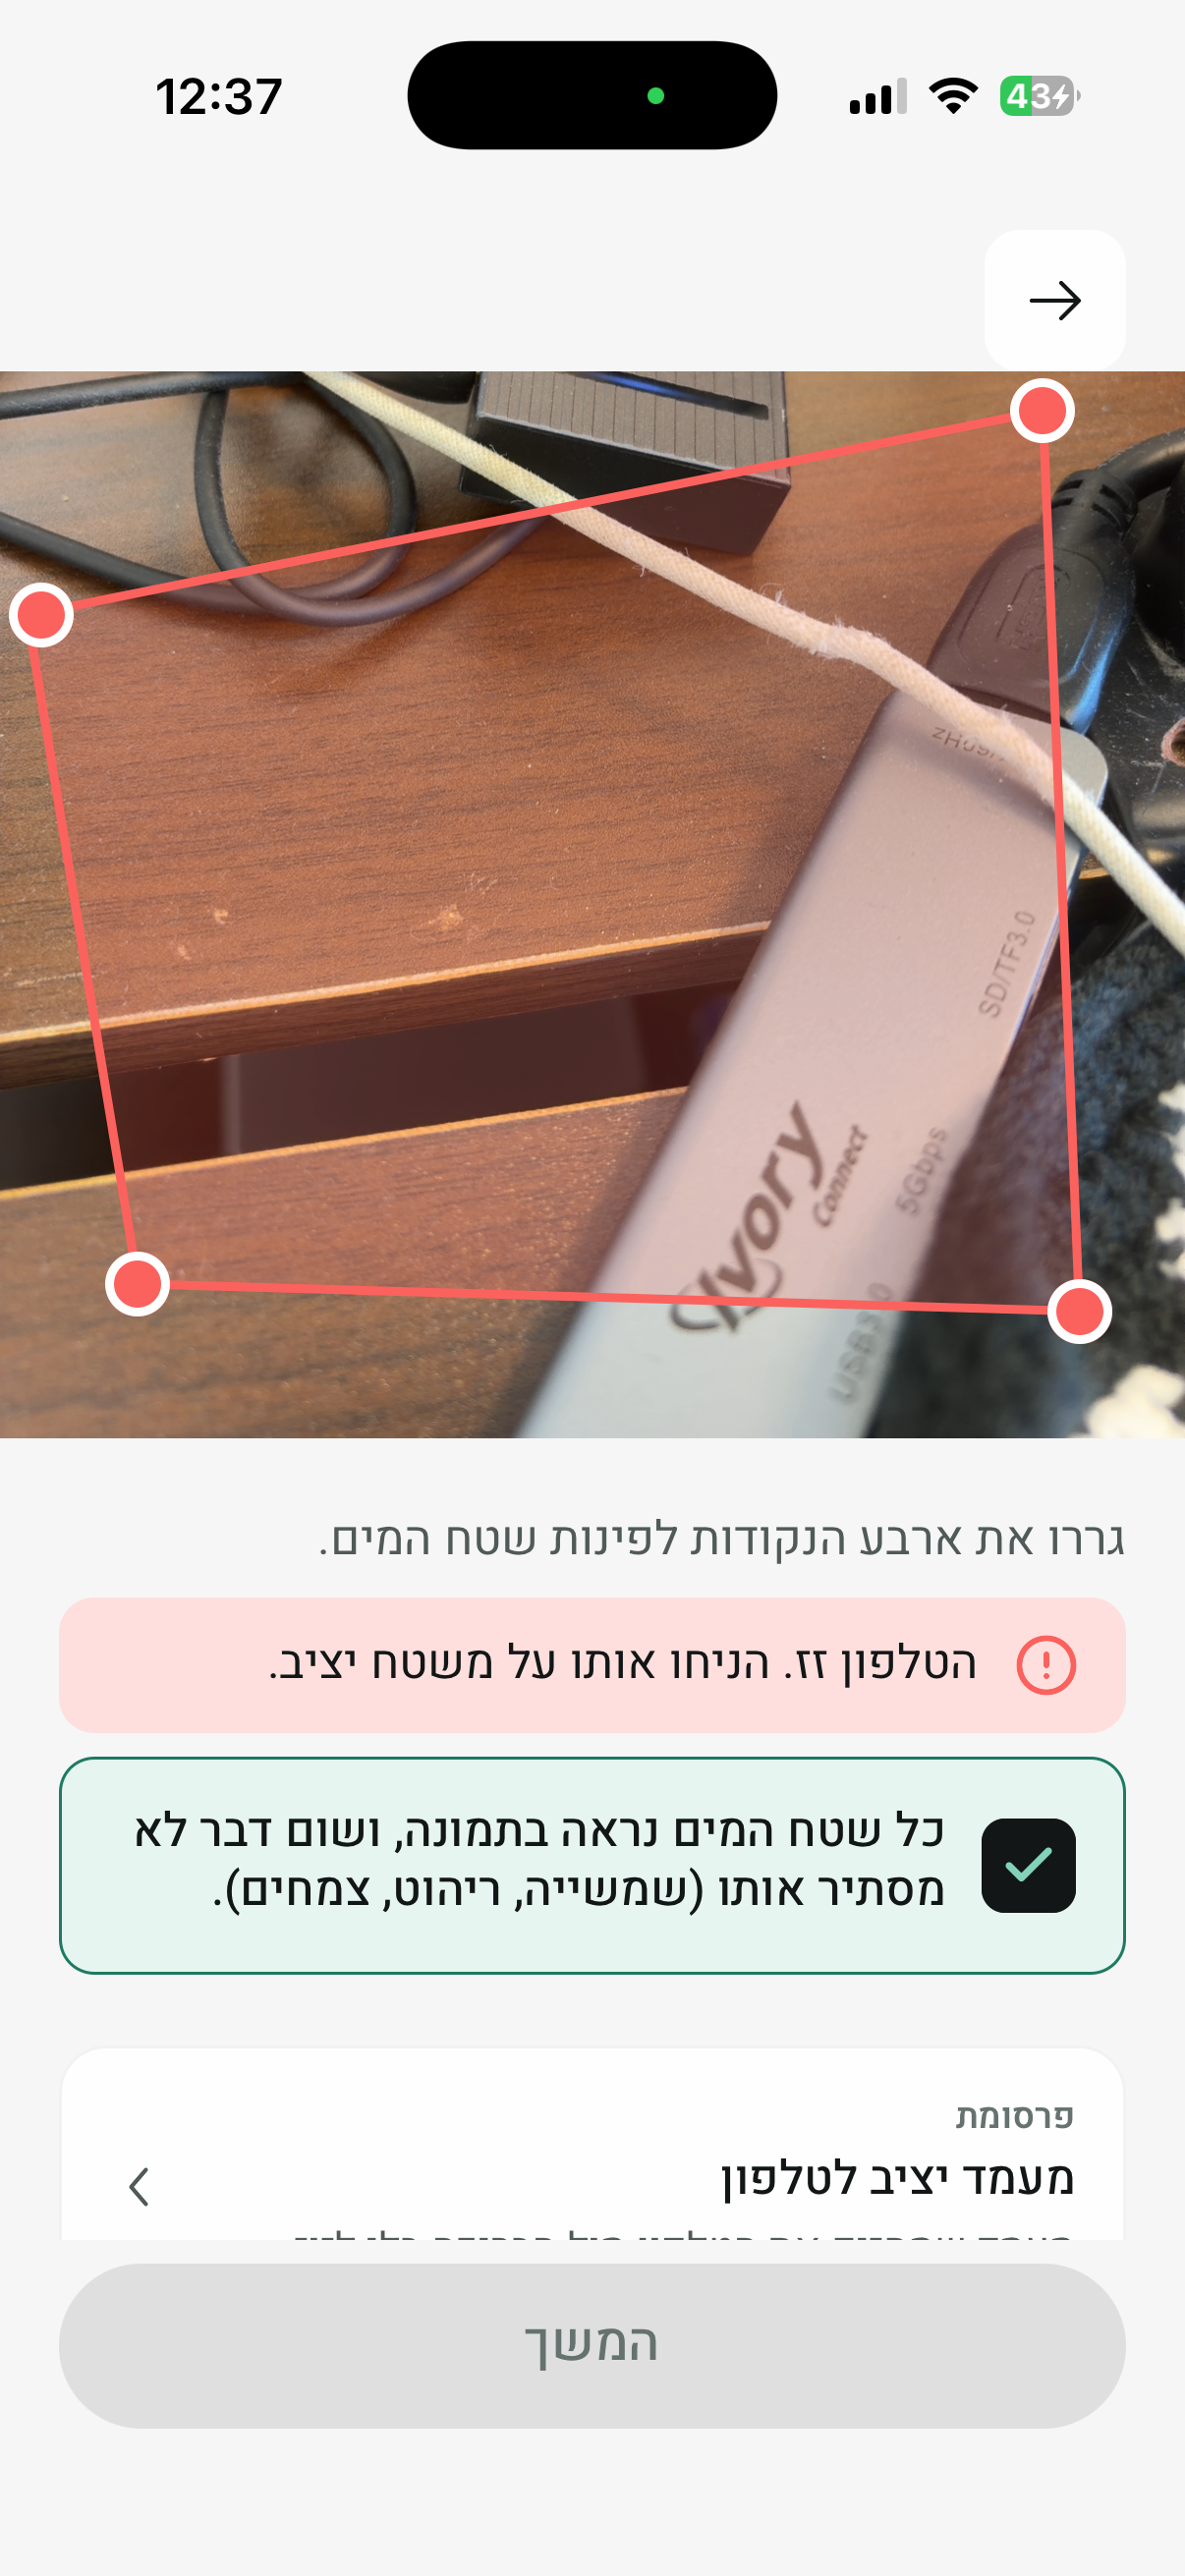 12:37
43
60Hz
SD/TF3.0
Ivory
Connect
5Gbps
USB3.0
גררו את ארבע הנקודות לפינות שטח המים.
הטלפון זז. הניחו אותו על משטח יציב.
כל שטח המים נראה בתמונה, ושום דבר לא
מסתיר אותו (שמשייה, ריהוט, צמחים).
פרסומת
מעמד יציב לטלפון
המשך